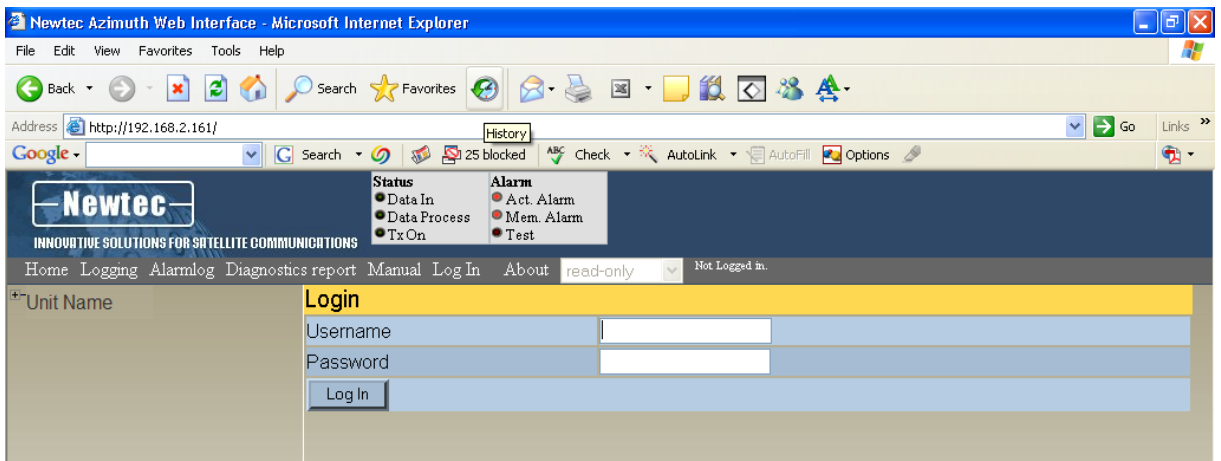 Newtec Azimuth Web Interface - Microsoft Internet Explorer
File Edit View Favorites Tools Help
Back Search Favorites
Address http://192.168.2.161/ Go Links »
History
Google Search 25 blocked ABC Check AutoLink AutoFill Options
Newtec
INNOVATIVE SOLUTIONS FOR SATELLITE COMMUNICATIONS
Status Alarm
Data In Act. Alarm
Data Process Mem. Alarm
Tx On Test
Home Logging Alarmlog Diagnostics report Manual Log In About read-only Not Logged in.
Unit Name
Login
Username
Password
Log In